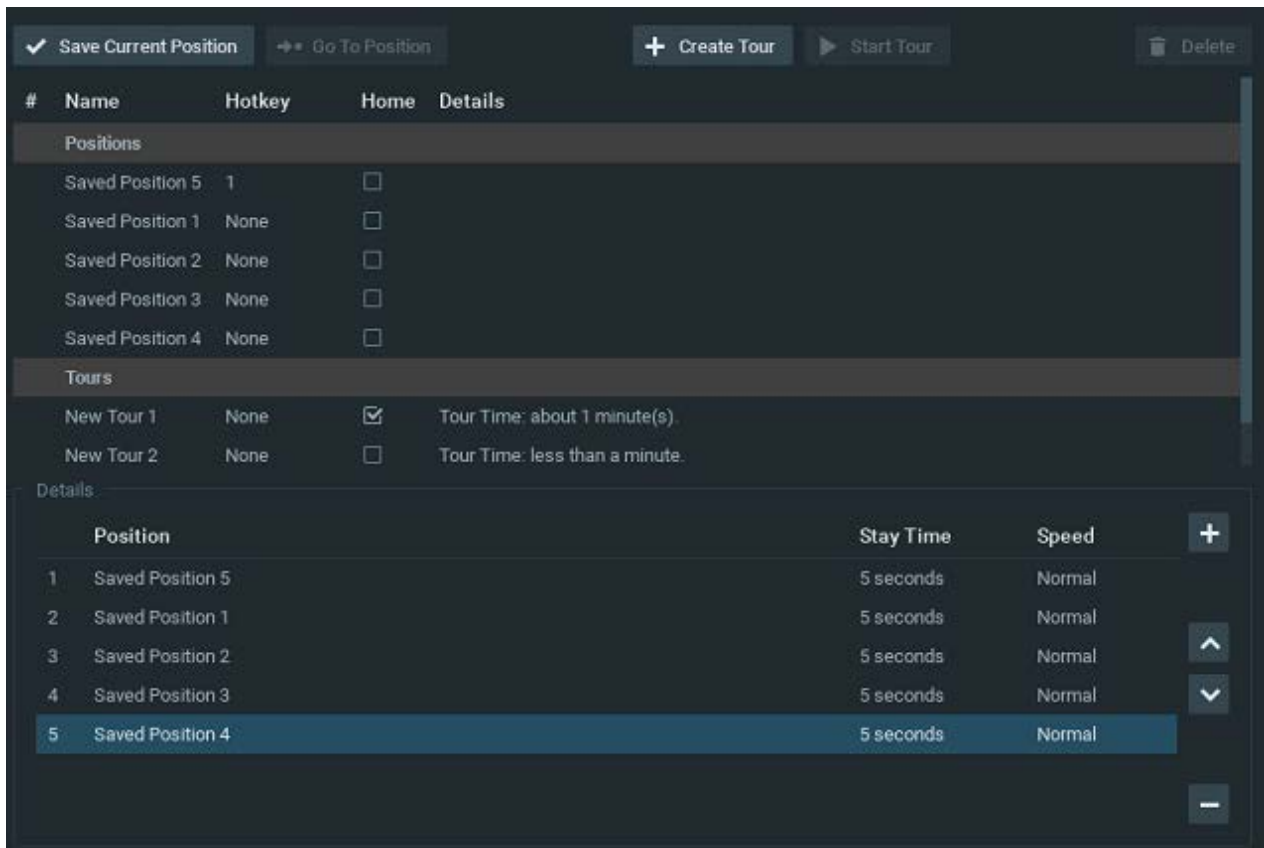 Save Current Position Go To Position Create Tour Start Tour Delete
# Name Hotkey Home Details
Positions
Saved Position 5 1
Saved Position 1 None
Saved Position 2 None
Saved Position 3 None
Saved Position 4 None
Tours
New Tour 1 None Tour Time: about 1 minute(s).
New Tour 2 None Tour Time: less than a minute.
Details
Position Stay Time Speed
1 Saved Position 5 5 seconds Normal
2 Saved Position 1 5 seconds Normal
3 Saved Position 2 5 seconds Normal
4 Saved Position 3 5 seconds Normal
5 Saved Position 4 5 seconds Normal